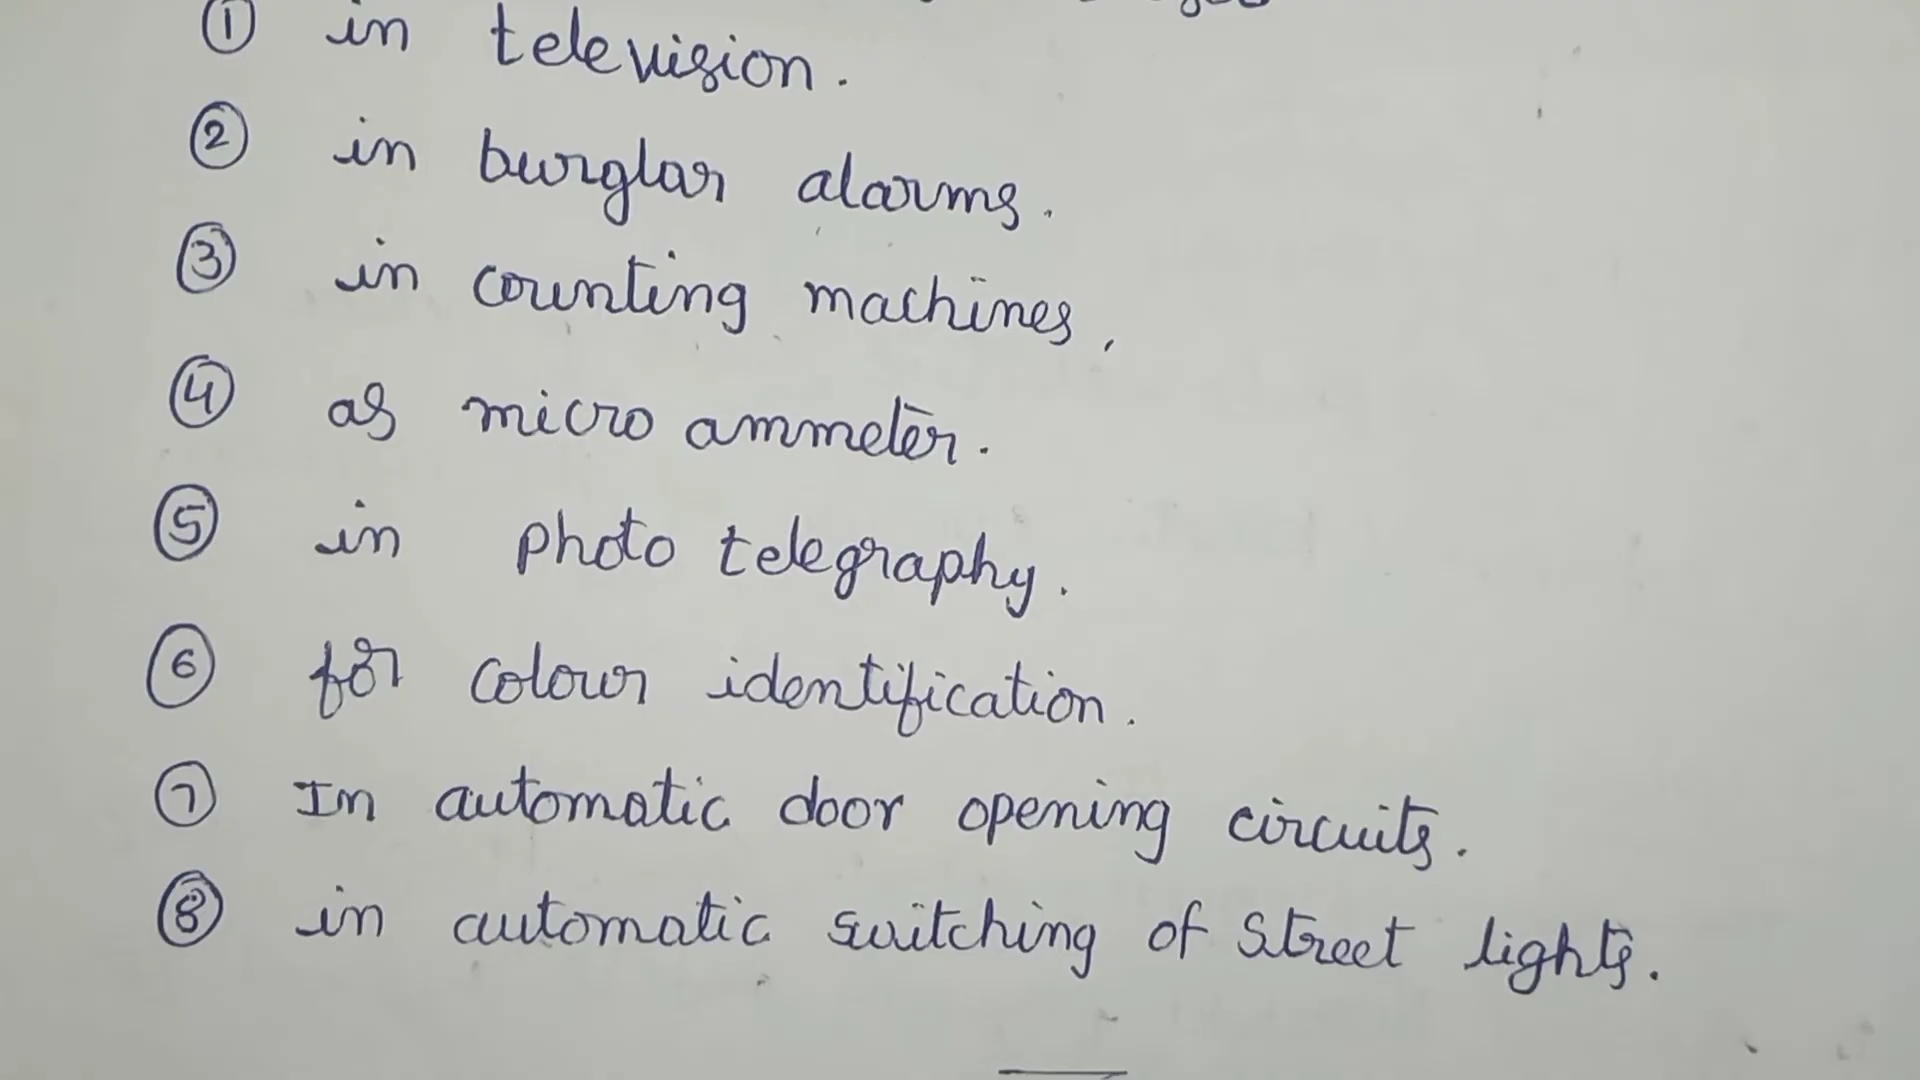 ① in television.
② in burglar alarms.
③ in counting machines,
④ as micro ammeter.
⑤ in photo telegraphy.
⑥ for colour identification.
⑦ In automatic door opening circuits.
⑧ in automatic switching of Street lights.